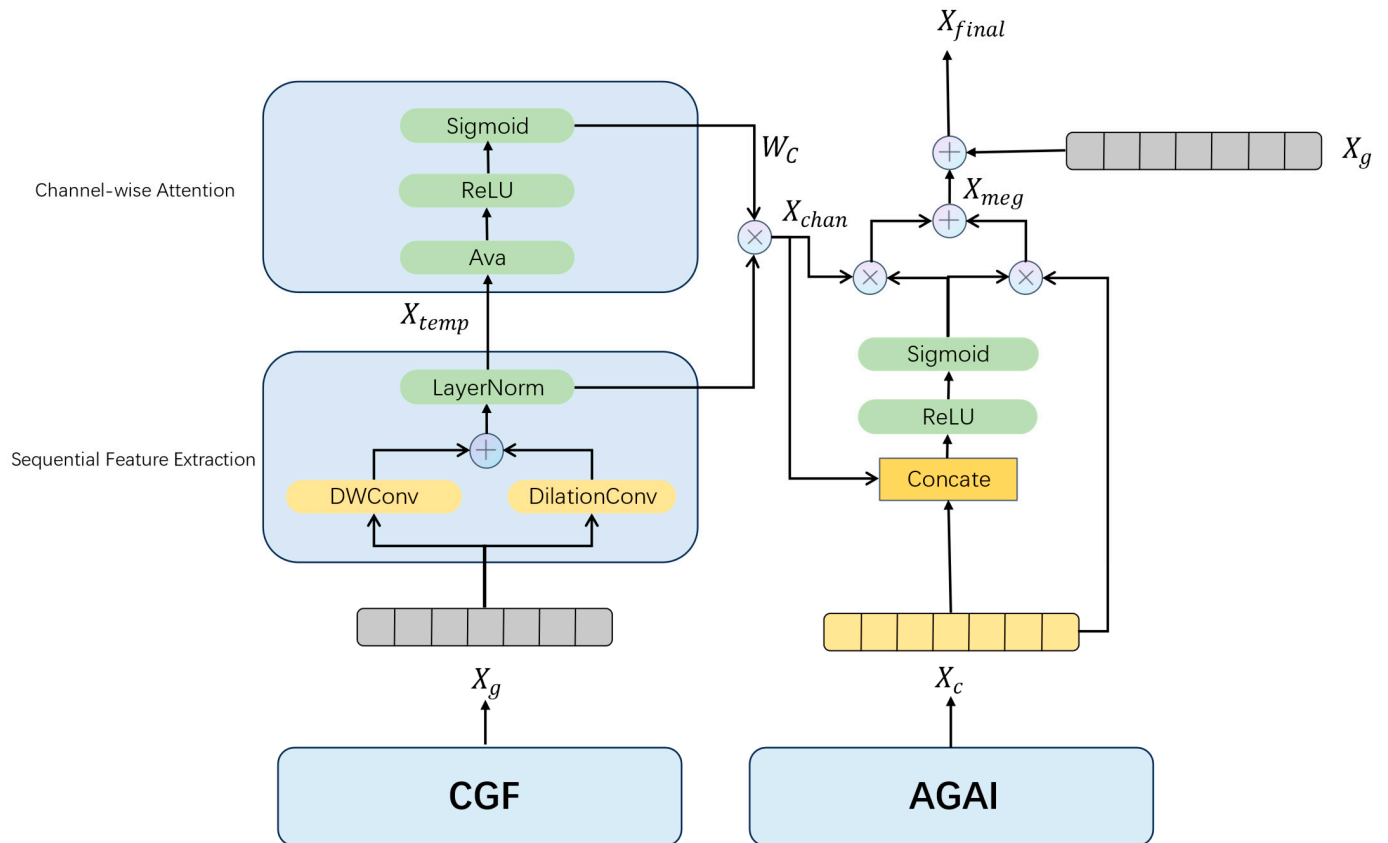 X_final
Sigmoid
W_C
X_g
ReLU
X_meg
Channel-wise Attention
X_chan
Ava
X_temp
Sigmoid
LayerNorm
ReLU
Sequential Feature Extraction
DWConv
DilationConv
Concate
X_g
X_c
CGF
AGAI